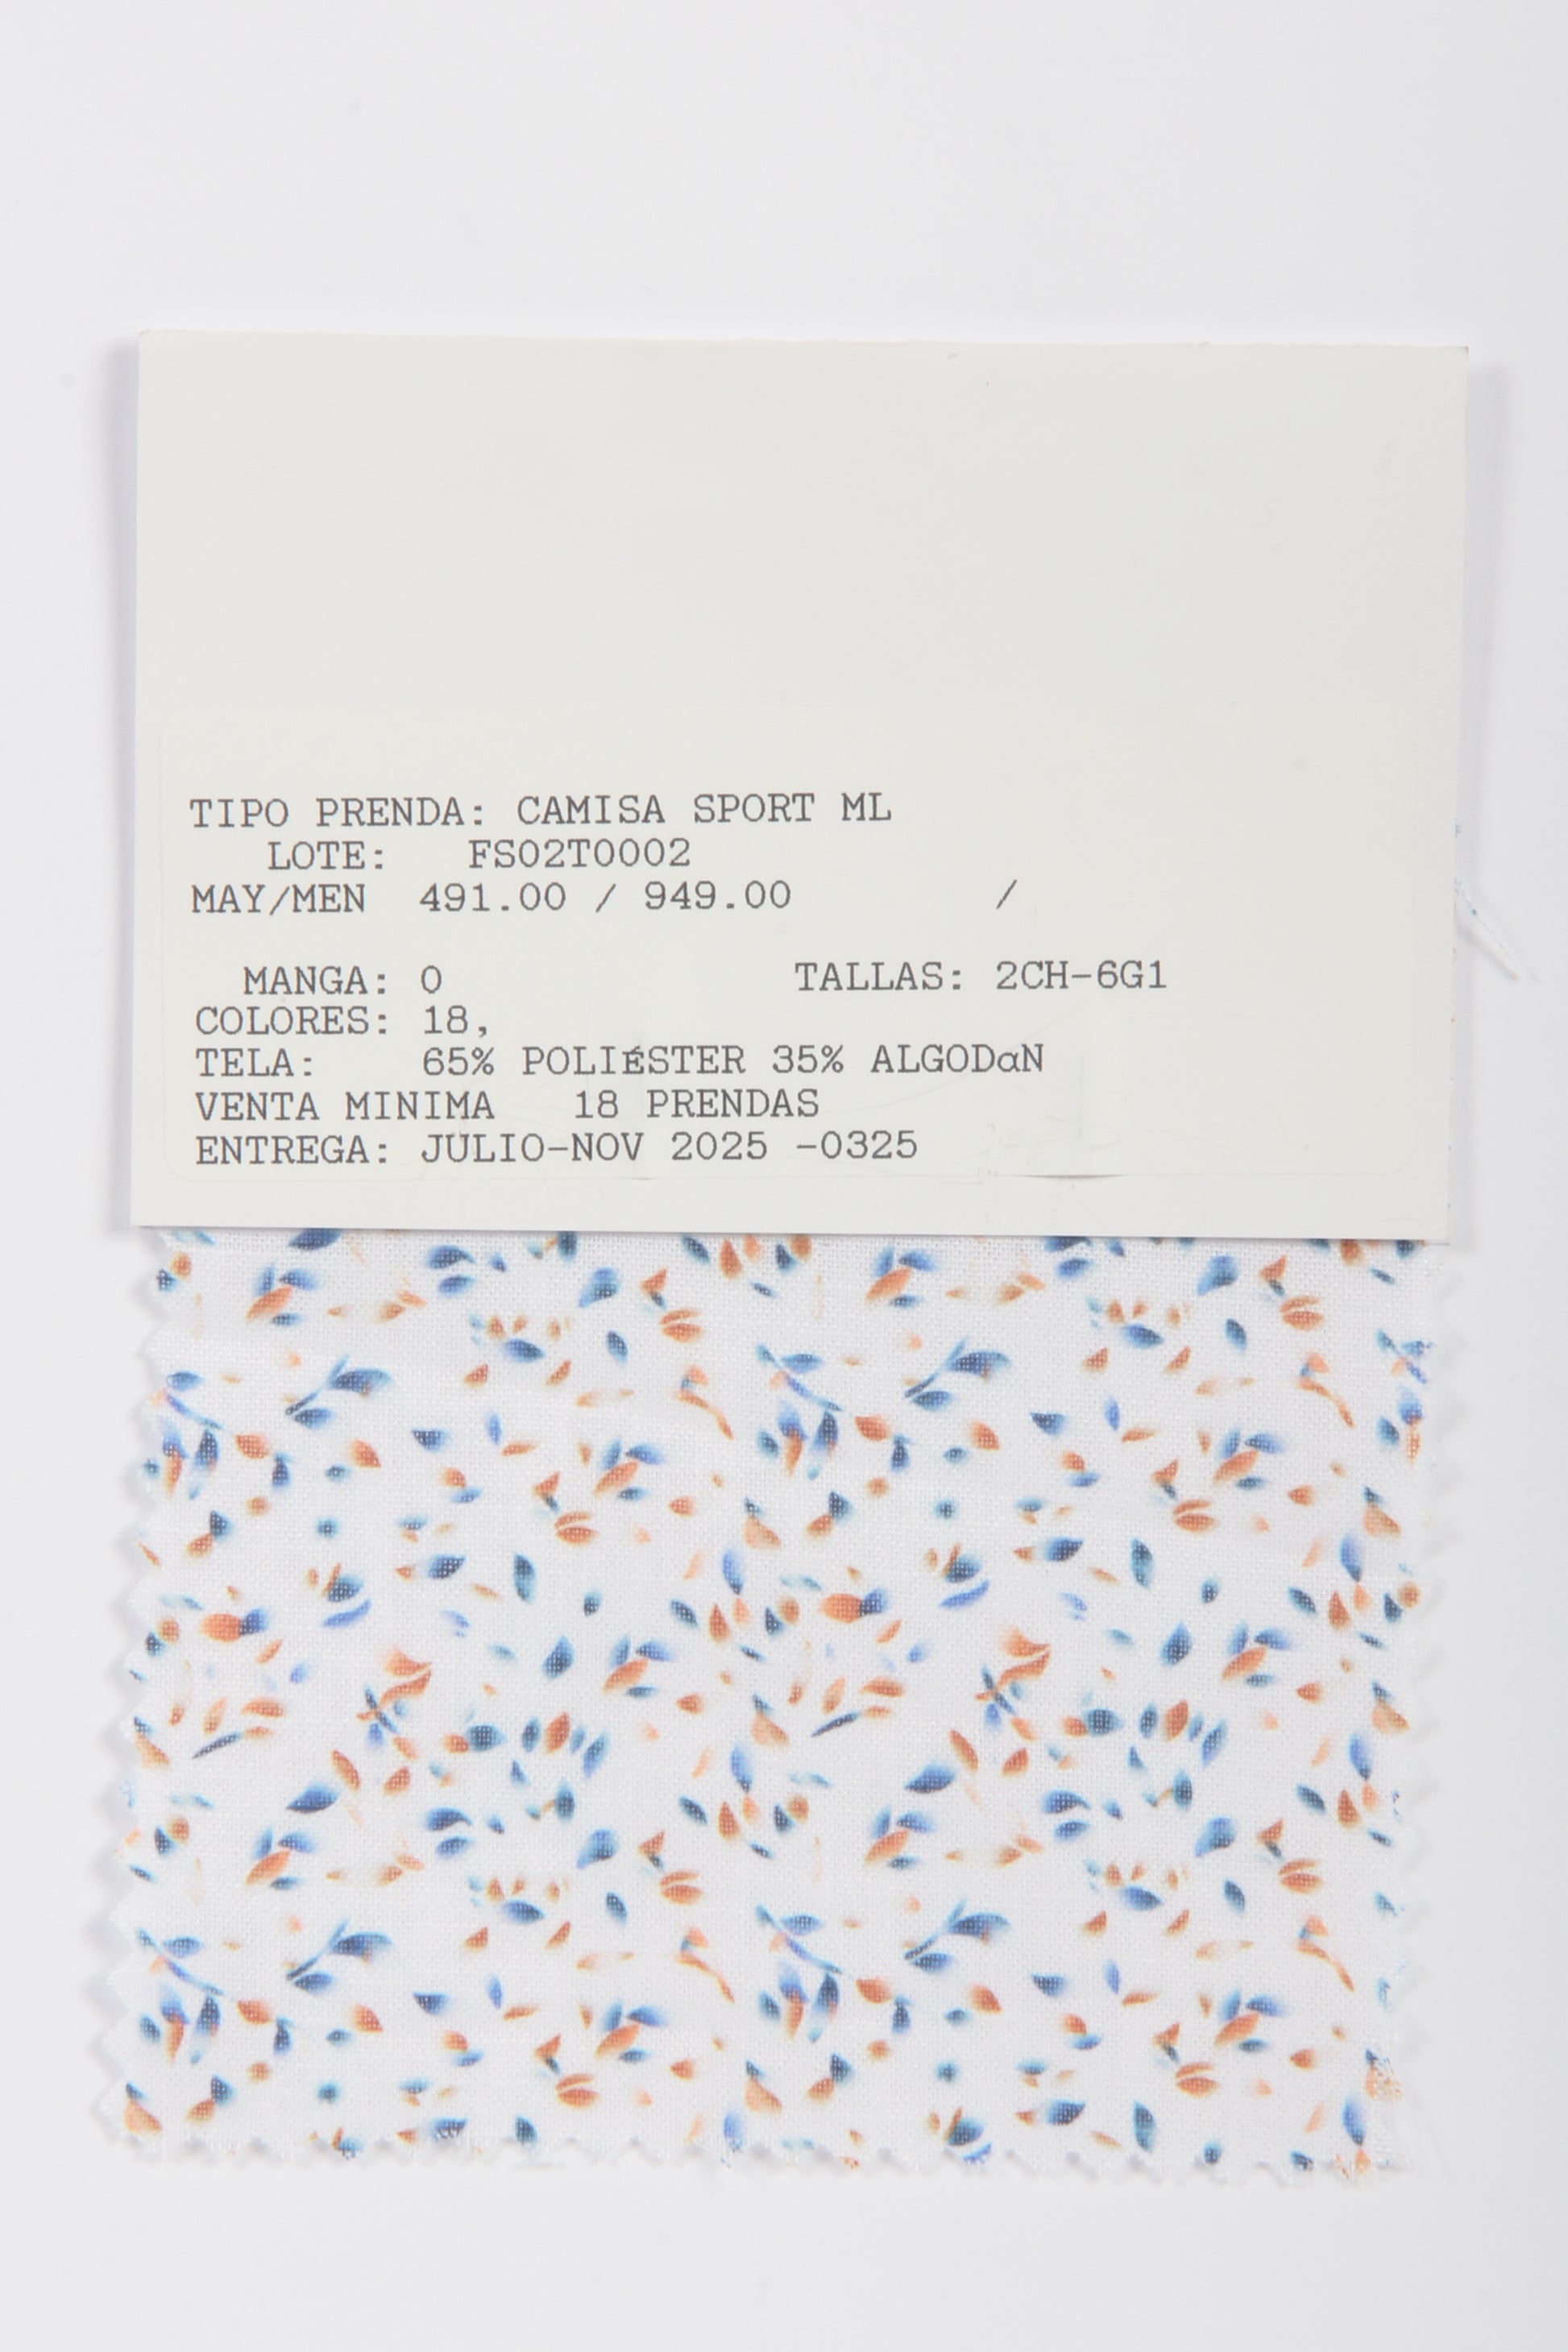 TIPO PRENDA: CAMISA SPORT ML
LOTE: FS02T0002
MAY/MEN 491.00 / 949.00 /
MANGA: 0 TALLAS: 2CH-6G1
COLORES: 18,
TELA: 65% POLIÉSTER 35% ALGODαN
VENTA MINIMA 18 PRENDAS
ENTREGA: JULIO-NOV 2025 -0325